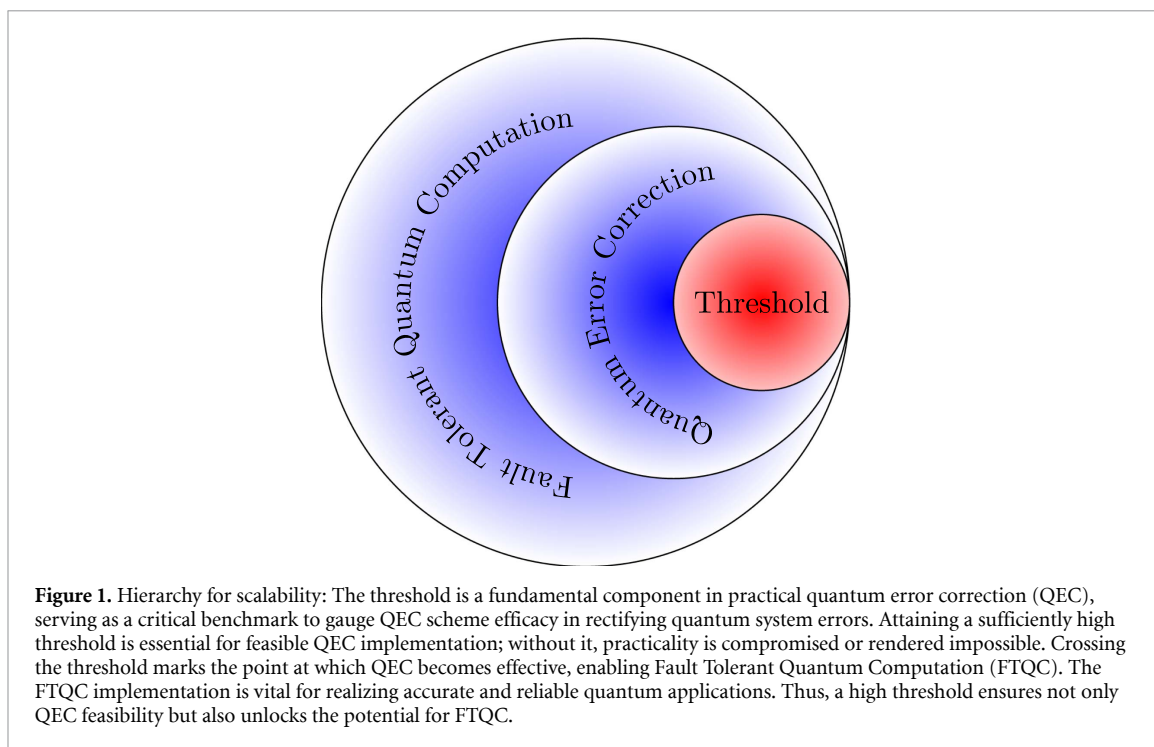 Fault Tolerant Quantum Computation
Quantum Error Correction
Threshold
Figure 1. Hierarchy for scalability: The threshold is a fundamental component in practical quantum error correction (QEC),
serving as a critical benchmark to gauge QEC scheme efficacy in rectifying quantum system errors. Attaining a sufficiently high
threshold is essential for feasible QEC implementation; without it, practicality is compromised or rendered impossible. Crossing
the threshold marks the point at which QEC becomes effective, enabling Fault Tolerant Quantum Computation (FTQC). The
FTQC implementation is vital for realizing accurate and reliable quantum applications. Thus, a high threshold ensures not only
QEC feasibility but also unlocks the potential for FTQC.